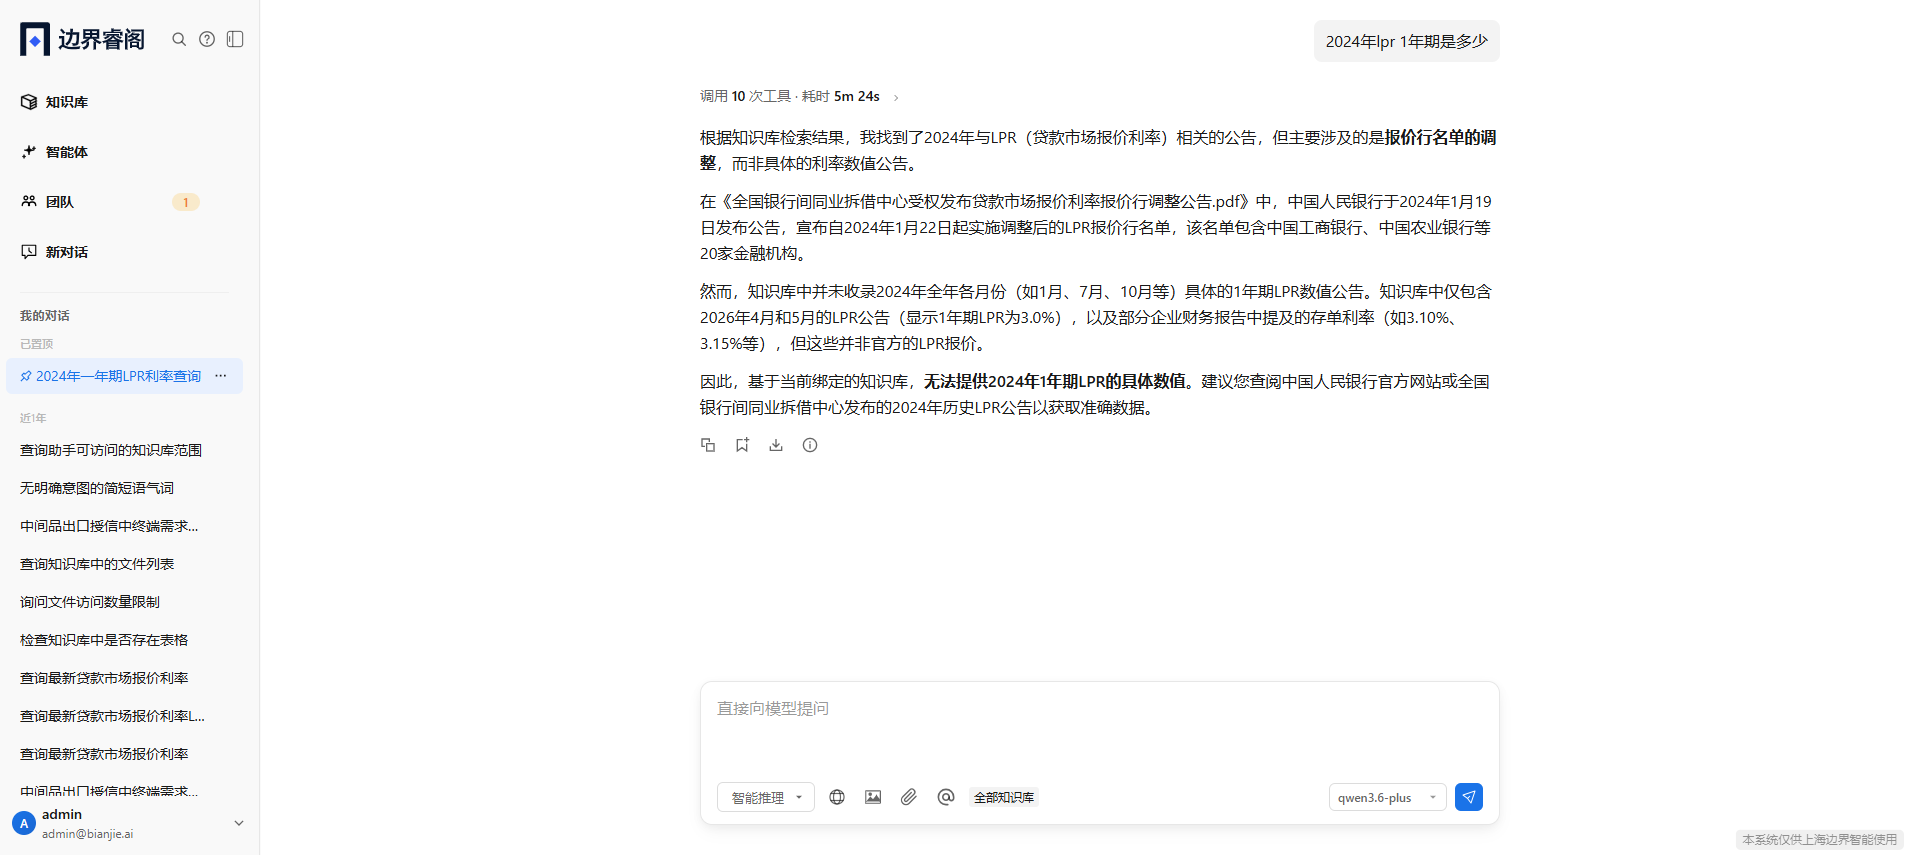 边界睿阁
知识库
智能体
团队
1
新对话
我的对话
已置顶
2024年一年期LPR利率查询
近1年
查询助手可访问的知识库范围
无明确意图的简短语气词
中间品出口授信中终端需求...
查询知识库中的文件列表
询问文件访问数量限制
检查知识库中是否存在表格
查询最新贷款市场报价利率
查询最新贷款市场报价利率L...
查询最新贷款市场报价利率
中间品出口授信中终端需求...
A
admin
admin@bianjie.ai
2024年lpr 1年期是多少
调用 10 次工具 · 耗时 5m 24s
根据知识库检索结果，我找到了2024年与LPR（贷款市场报价利率）相关的公告，但主要涉及的是报价行名单的调
整，而非具体的利率数值公告。
在《全国银行间同业拆借中心受权发布贷款市场报价利率报价行调整公告.pdf》中，中国人民银行于2024年1月19
日发布公告，宣布自2024年1月22日起实施调整后的LPR报价行名单，该名单包含中国工商银行、中国农业银行等
20家金融机构。
然而，知识库中并未收录2024年全年各月份（如1月、7月、10月等）具体的1年期LPR数值公告。知识库中仅包含
2026年4月和5月的LPR公告（显示1年期LPR为3.0%），以及部分企业财务报告中提及的存单利率（如3.10%、
3.15%等），但这些并非官方的LPR报价。
因此，基于当前绑定的知识库，无法提供2024年1年期LPR的具体数值。建议您查阅中国人民银行官方网站或全国
银行间同业拆借中心发布的2024年历史LPR公告以获取准确数据。
直接向模型提问
智能推理
全部知识库
qwen3.6-plus
本系统仅供上海边界智能使用